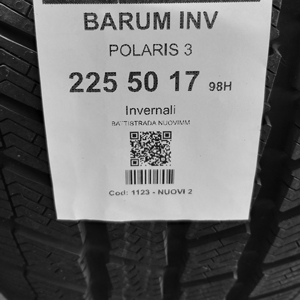 BARUM INV
POLARIS 3
225 50 17 98H
Invernali
BATTISTRADA NUOVIMM
Cod: 1123 - NUOVI 2